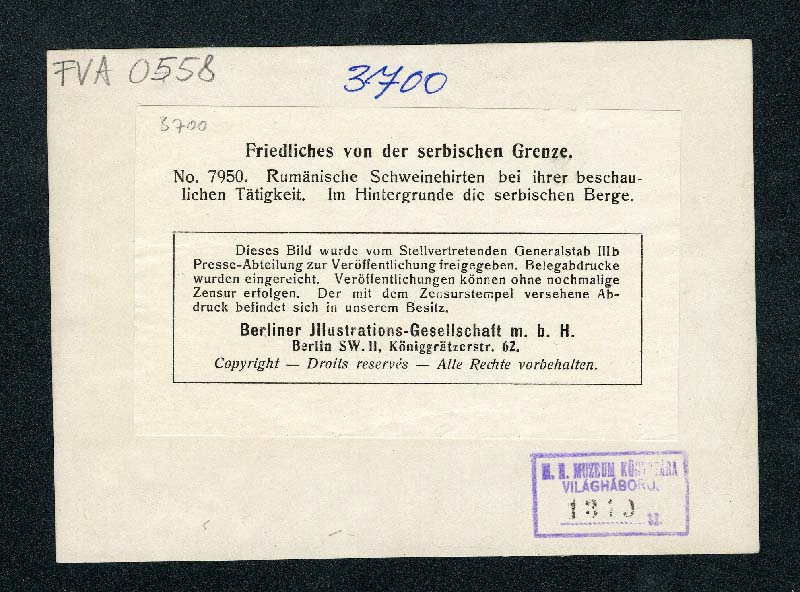 FVA 0558
3700
3700
Friedliches von der serbischen Grenze.
No. 7950. Rumänische Schweinehirten bei ihrer beschau-
lichen Tätigkeit. Im Hintergrunde die serbischen Berge.
Dieses Bild wurde vom Stellvertretenden Generalstab IIIb
Presse-Abteilung zur Veröffentlichung freigegeben. Belegabdrucke
wurden eingereicht. Veröffentlichungen können ohne nochmalige
Zensur erfolgen. Der mit dem Zensurstempel versehene Ab-
druck befindet sich in unserem Besitz.
Berliner Jllustrations-Gesellschaft m. b. H.
Berlin SW. 11, Königgrätzerstr. 62.
Copyright — Droits reservés — Alle Rechte vorbehalten.
MUZEUM KÖNYVTÁRA
VILÁGHÁBORÚ.
SZ.